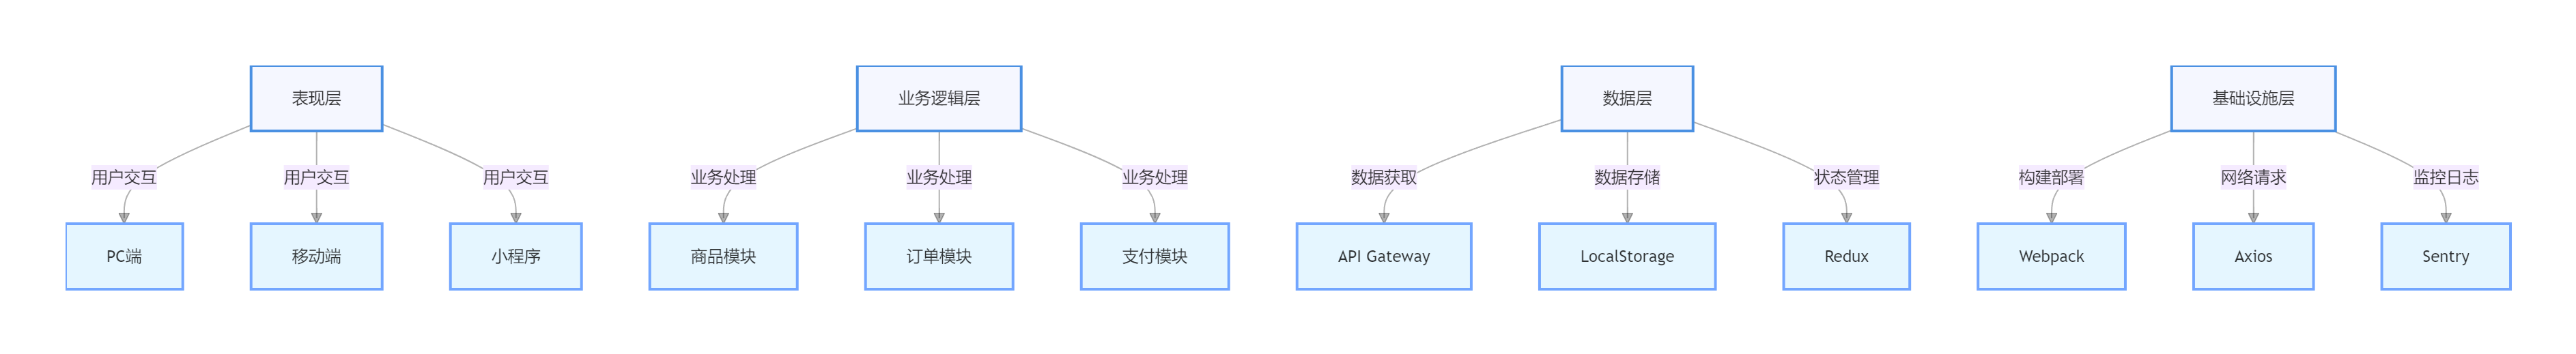 表现层
业务逻辑层
数据层
基础设施层
用户交互
用户交互
用户交互
业务处理
业务处理
业务处理
数据获取
数据存储
状态管理
构建部署
网络请求
监控日志
PC端
移动端
小程序
商品模块
订单模块
支付模块
API Gateway
LocalStorage
Redux
Webpack
Axios
Sentry